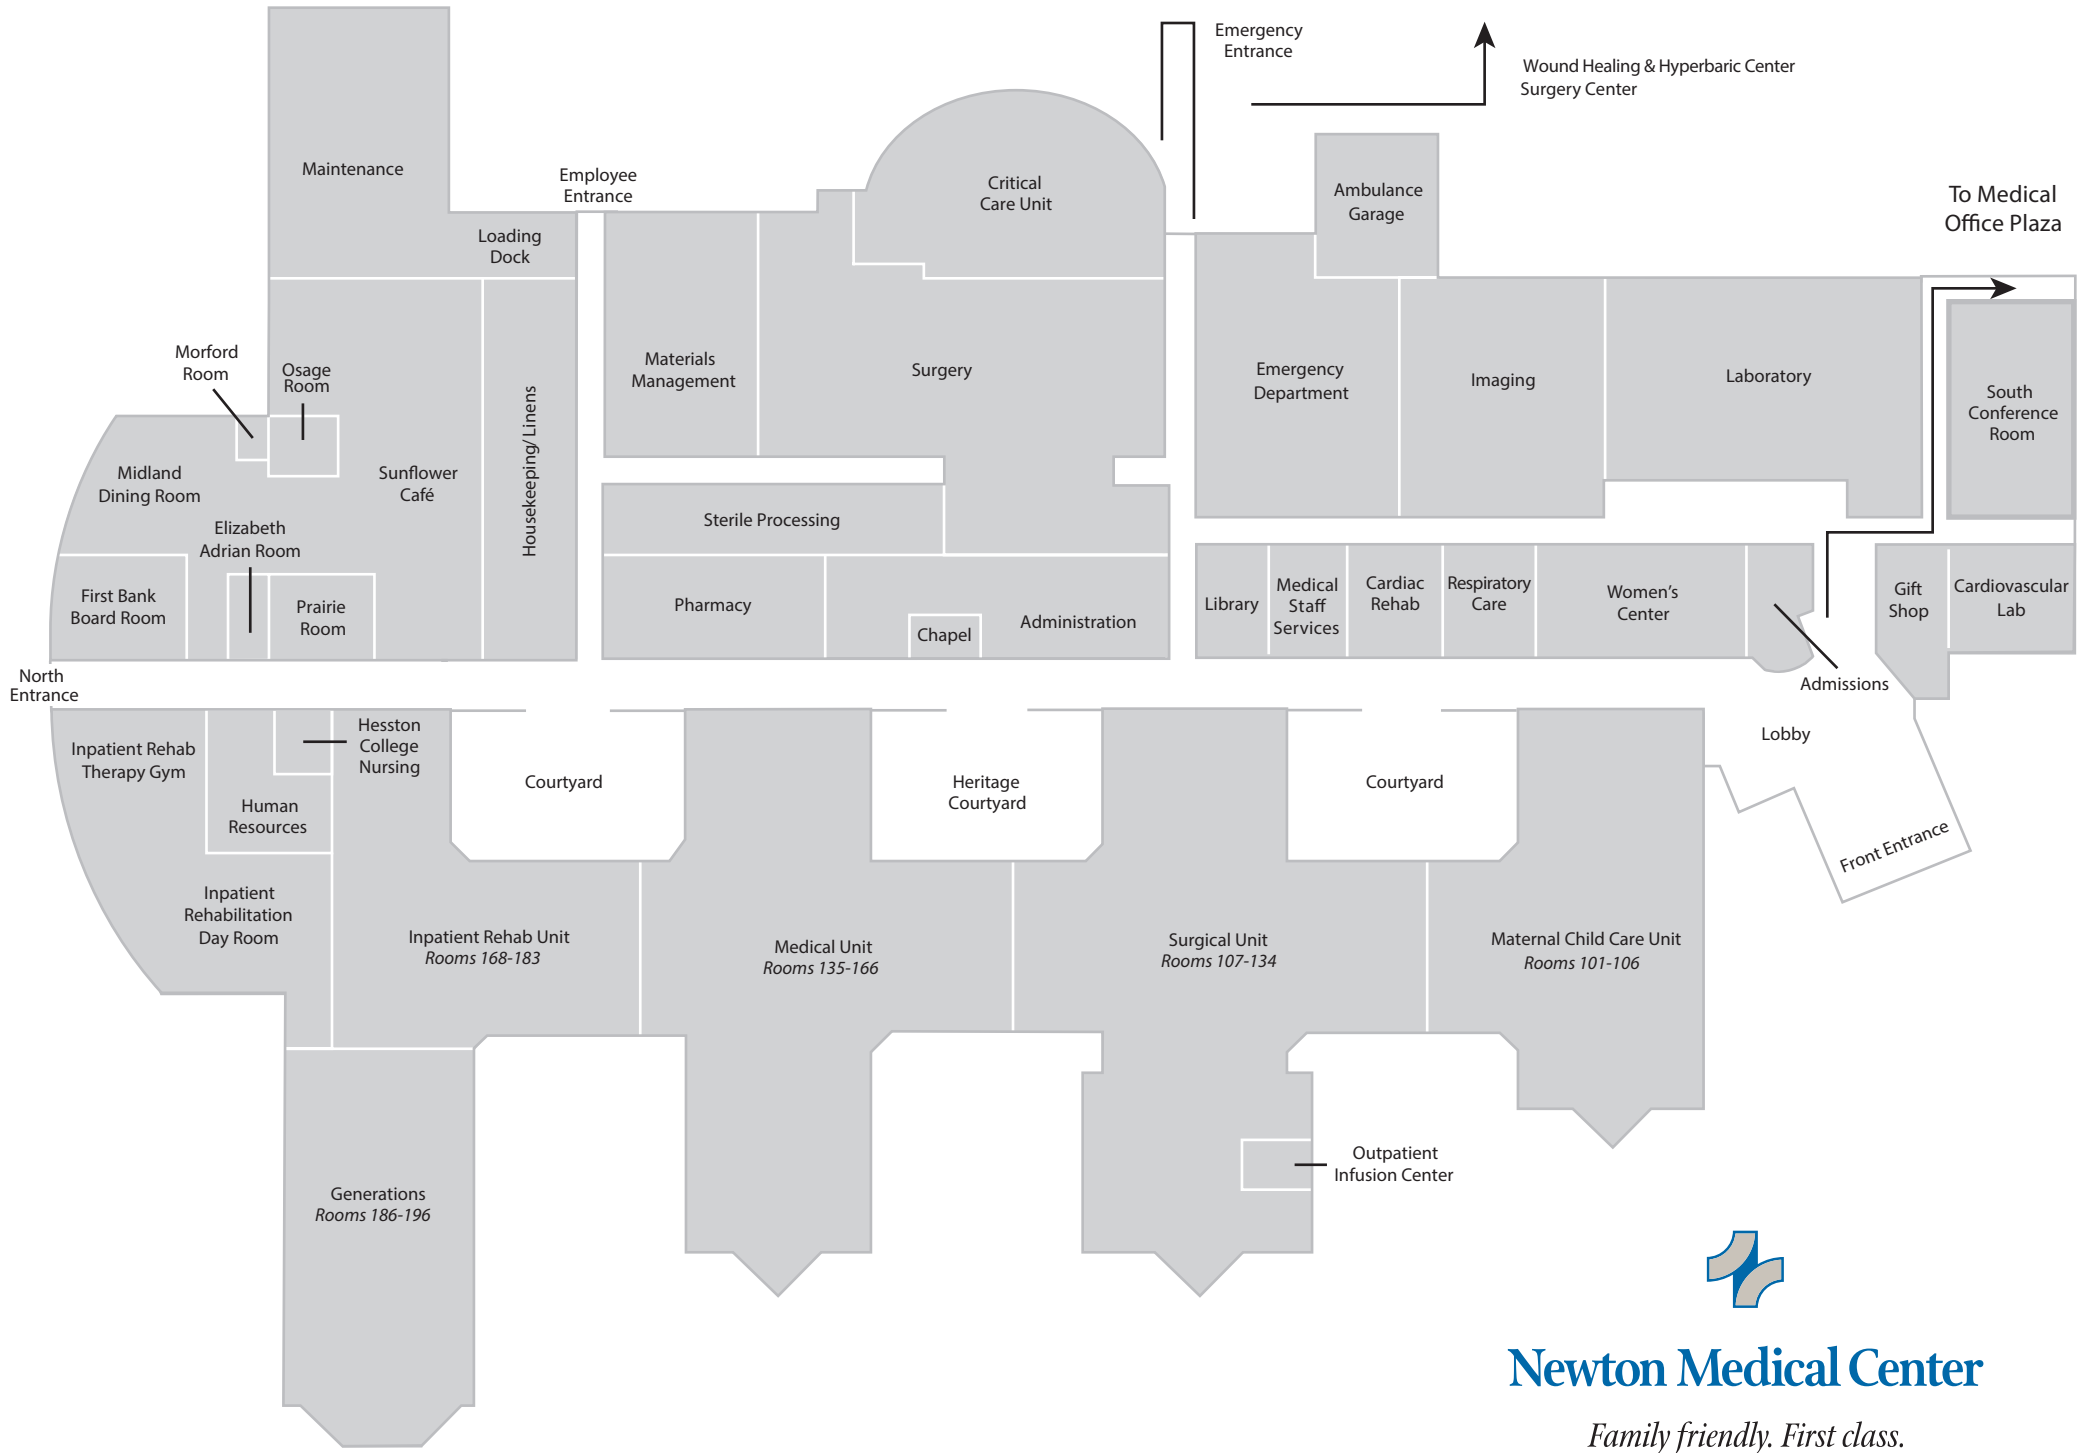 Emergency
Entrance
Wound Healing & Hyperbaric Center
Surgery Center
Maintenance
Employee
Entrance
Critical
Care Unit
Ambulance
Garage
To Medical
Office Plaza
Loading
Dock
Morford
Room
Osage
Room
Materials
Management
Surgery
Emergency
Department
Imaging
Laboratory
South
Conference
Room
Housekeeping/ Linens
Midland
Dining Room
Sunflower
Café
Elizabeth
Adrian Room
Sterile Processing
First Bank
Board Room
Prairie
Room
Pharmacy
Chapel
Administration
Library
Medical
Staff
Services
Cardiac
Rehab
Respiratory
Care
Women's
Center
Gift
Shop
Cardiovascular
Lab
North
Entrance
Admissions
Inpatient Rehab
Therapy Gym
Hesston
College
Nursing
Human
Resources
Courtyard
Heritage
Courtyard
Courtyard
Lobby
Front Entrance
Inpatient
Rehabilitation
Day Room
Inpatient Rehab Unit
Rooms 168-183
Medical Unit
Rooms 135-166
Surgical Unit
Rooms 107-134
Maternal Child Care Unit
Rooms 101-106
Outpatient
Infusion Center
Generations
Rooms 186-196
Newton Medical Center
Family friendly. First class.